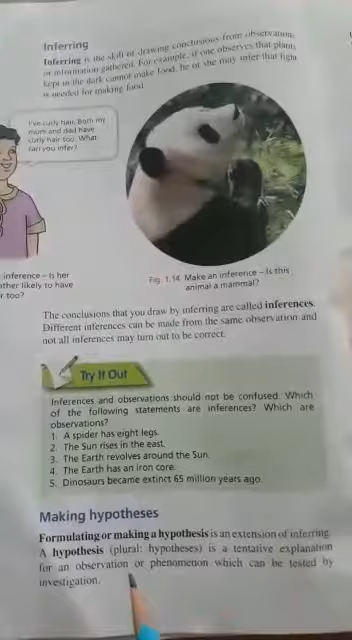 Inferring
Inferring is the skill of drawing conclusions from observations
or information gathered. For example, if one observes that plants
kept in the dark cannot make food, he or she may infer that light
is needed for making food.
I've curly hair. Both my
mum and dad have
curly hair too. What
can you infer?
inference – Is her
other likely to have
r too?
Fig. 1.14 Make an inference – Is this
animal a mammal?
The conclusions that you draw by inferring are called inferences.
Different inferences can be made from the same observation and
not all inferences may turn out to be correct.
Try It Out
Inferences and observations should not be confused. Which
of the following statements are inferences? Which are
observations?
1. A spider has eight legs.
2. The Sun rises in the east.
3. The Earth revolves around the Sun.
4. The Earth has an iron core.
5. Dinosaurs became extinct 65 million years ago.
Making hypotheses
Formulating or making a hypothesis is an extension of inferring.
A hypothesis (plural: hypotheses) is a tentative explanation
for an observation or phenomenon which can be tested by
investigation.